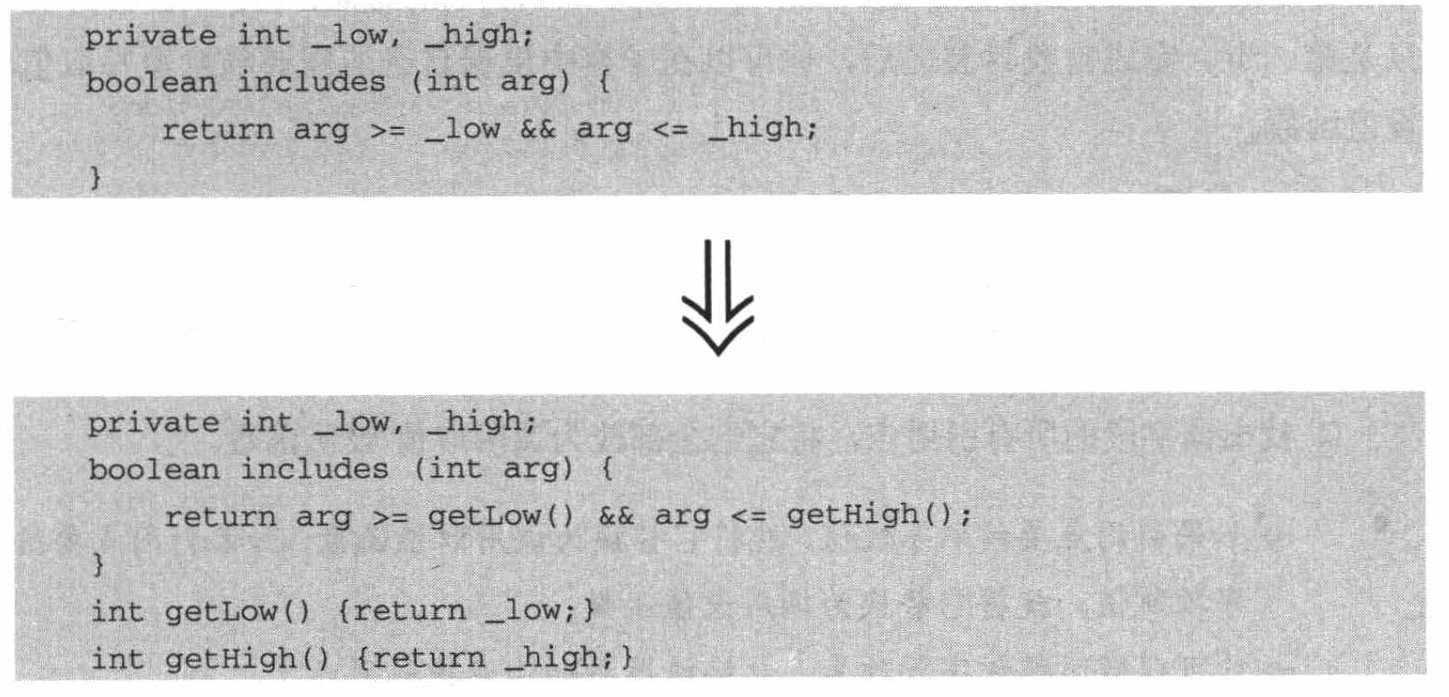 private int _low, _high;
boolean includes (int arg) {
    return arg >= _low && arg <= _high;
}
private int _low, _high;
boolean includes (int arg) {
    return arg >= getLow() && arg <= getHigh();
}
int getLow() {return _low;}
int getHigh() {return _high;}